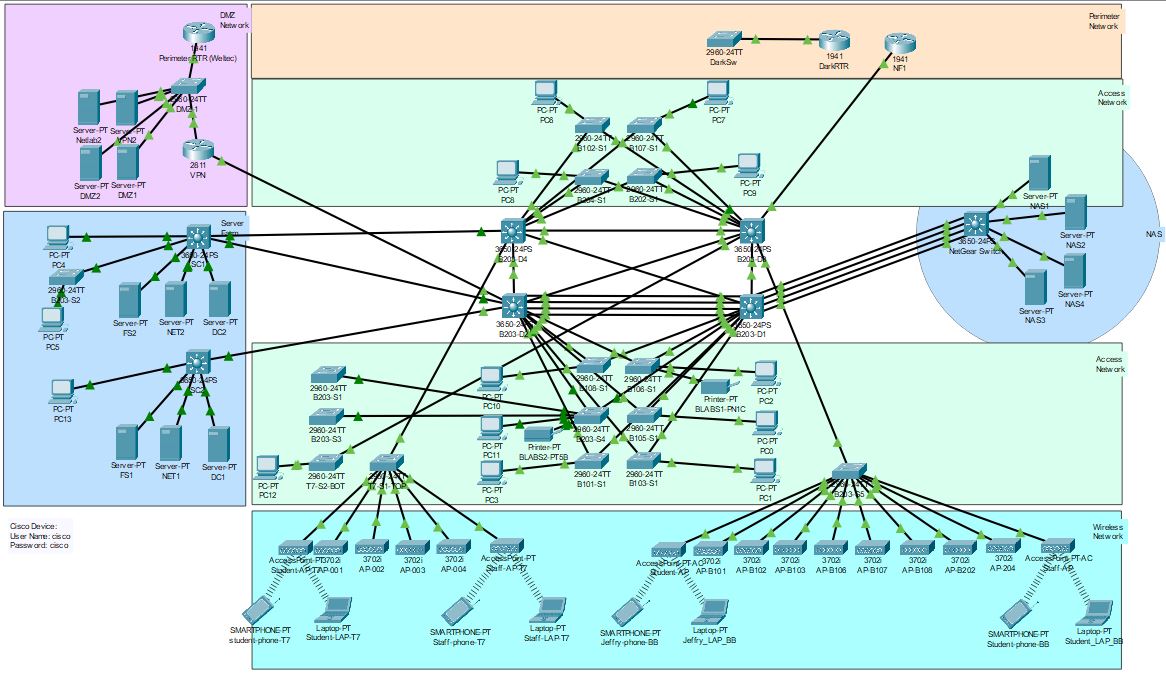 DMZ
Network
1941
Perimeter RTR (Weltec)
2960-24TT
DMZ-1
Server-PT
Netlab2
Server-PT
VPN2
Server-PT
DMZ2
Server-PT
DMZ1
2811
VPN
Perimeter
Network
2960-24TT
DarkSw
1941
DarkRTR
1941
NF1
Access
Network
PC-PT
PC6
PC-PT
PC7
2960-24TT
B102-S1
2960-24TT
B107-S1
PC-PT
PC8
2960-24TT
B204-S1
2960-24TT
B202-S1
PC-PT
PC9
3650-24PS
B203-D4
3650-24PS
B203-D3
3650-24PS
B203-D2
3650-24PS
B203-D1
Server-PT
NAS1
Server-PT
NAS2
3650-24PS
NetGear Switch
NAS
Server-PT
NAS4
Server-PT
NAS3
Server
Farm
PC-PT
PC4
3650-24PS
SC1
2960-24TT
B203-S2
PC-PT
PC5
Server-PT
FS2
Server-PT
NET2
Server-PT
DC2
3650-24PS
SC2
PC-PT
PC13
Server-PT
FS1
Server-PT
NET1
Server-PT
DC1
Access
Network
2960-24TT
B203-S1
PC-PT
PC10
2960-24TT
B108-S1
2960-24TT
B106-S1
PC-PT
PC2
Printer-PT
BLABS1-PN1C
2960-24TT
B203-S3
PC-PT
PC11
Printer-PT
BLABS2-PT5B
2960-24TT
B203-S4
2960-24TT
B105-S1
PC-PT
PC0
PC-PT
PC12
2960-24TT
T7-S2-BOT
2960-24TT
T7-S1-TOP
PC-PT
PC3
2960-24TT
B101-S1
2960-24TT
B103-S1
PC-PT
PC1
2960-24TT
B203-S5
Cisco Device:
User Name: cisco
Password: cisco
Wireless
Network
AccessPoint-PT
Student-AP-T7
3702i
AP-001
3702i
AP-002
3702i
AP-003
3702i
AP-004
AccessPoint-PT
Staff-AP-T7
AccessPoint-PT-AC
Student-AP
3702i
AP-B101
3702i
AP-B102
3702i
AP-B103
3702i
AP-B106
3702i
AP-B107
3702i
AP-B108
3702i
AP-B202
3702i
AP-204
AccessPoint-PT-AC
Staff-AP
SMARTPHONE-PT
student-phone-T7
Laptop-PT
Student-LAP-T7
SMARTPHONE-PT
Staff-phone-T7
Laptop-PT
Staff-LAP-T7
SMARTPHONE-PT
Jeffry-phone-BB
Laptop-PT
Jeffry_LAP_BB
SMARTPHONE-PT
Student-phone-BB
Laptop-PT
Student_LAP_BB